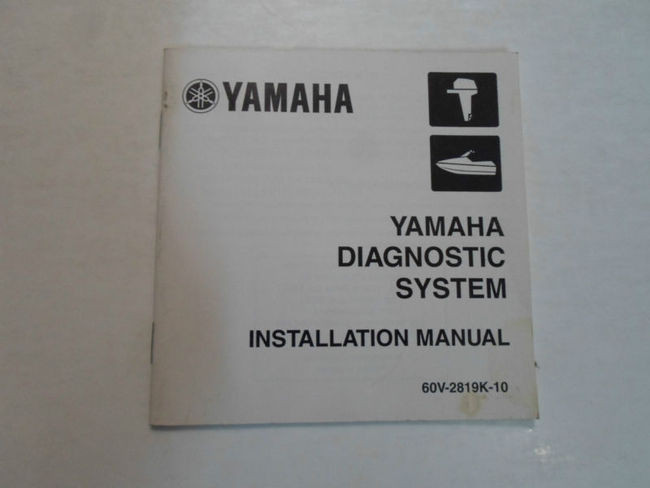 YAMAHA
YAMAHA
DIAGNOSTIC
SYSTEM
INSTALLATION MANUAL
60V-2819K-10